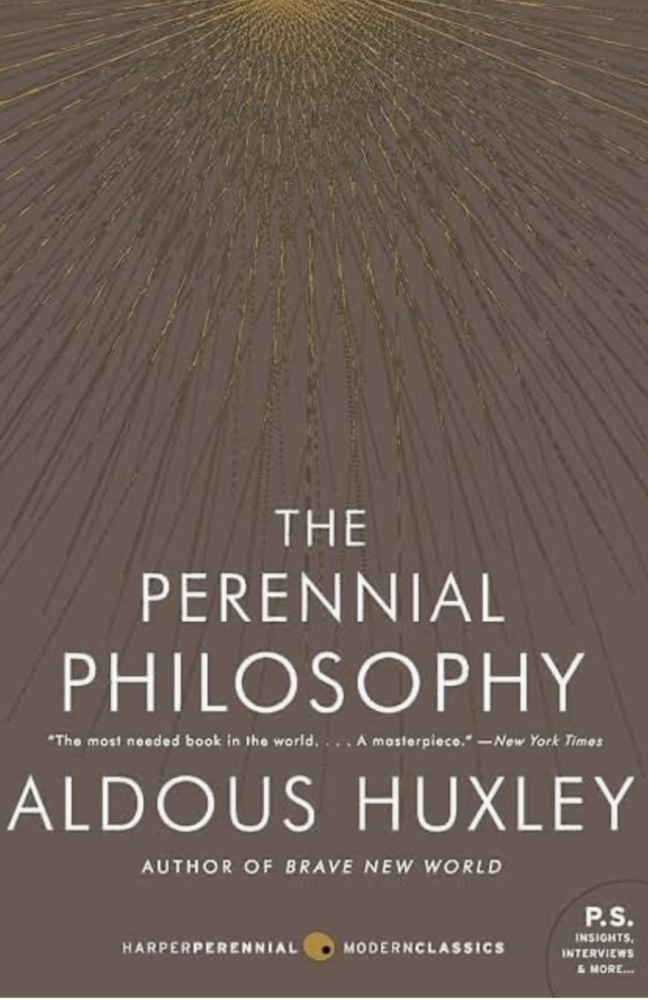 THE
PERENNIAL
PHILOSOPHY
“The most needed book in the world. . . . A masterpiece.” —New York Times
ALDOUS HUXLEY
AUTHOR OF BRAVE NEW WORLD
HARPERPERENNIAL MODERNCLASSICS
P.S.
INSIGHTS,
INTERVIEWS
& MORE...